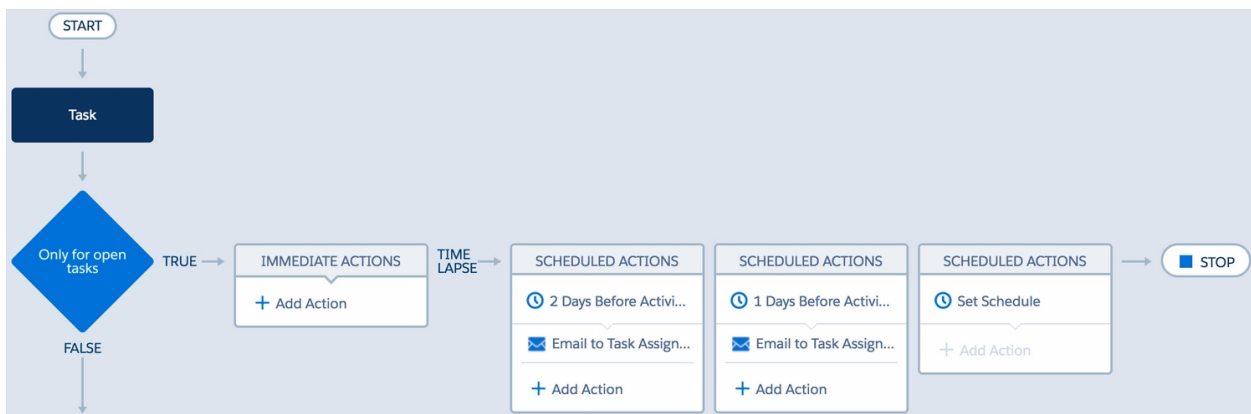 START
Task
Only for open
tasks
TRUE
IMMEDIATE ACTIONS
+ Add Action
TIME
LAPSE
SCHEDULED ACTIONS
2 Days Before Activi...
Email to Task Assign...
+ Add Action
SCHEDULED ACTIONS
1 Days Before Activi...
Email to Task Assign...
+ Add Action
SCHEDULED ACTIONS
Set Schedule
+ Add Action
STOP
FALSE